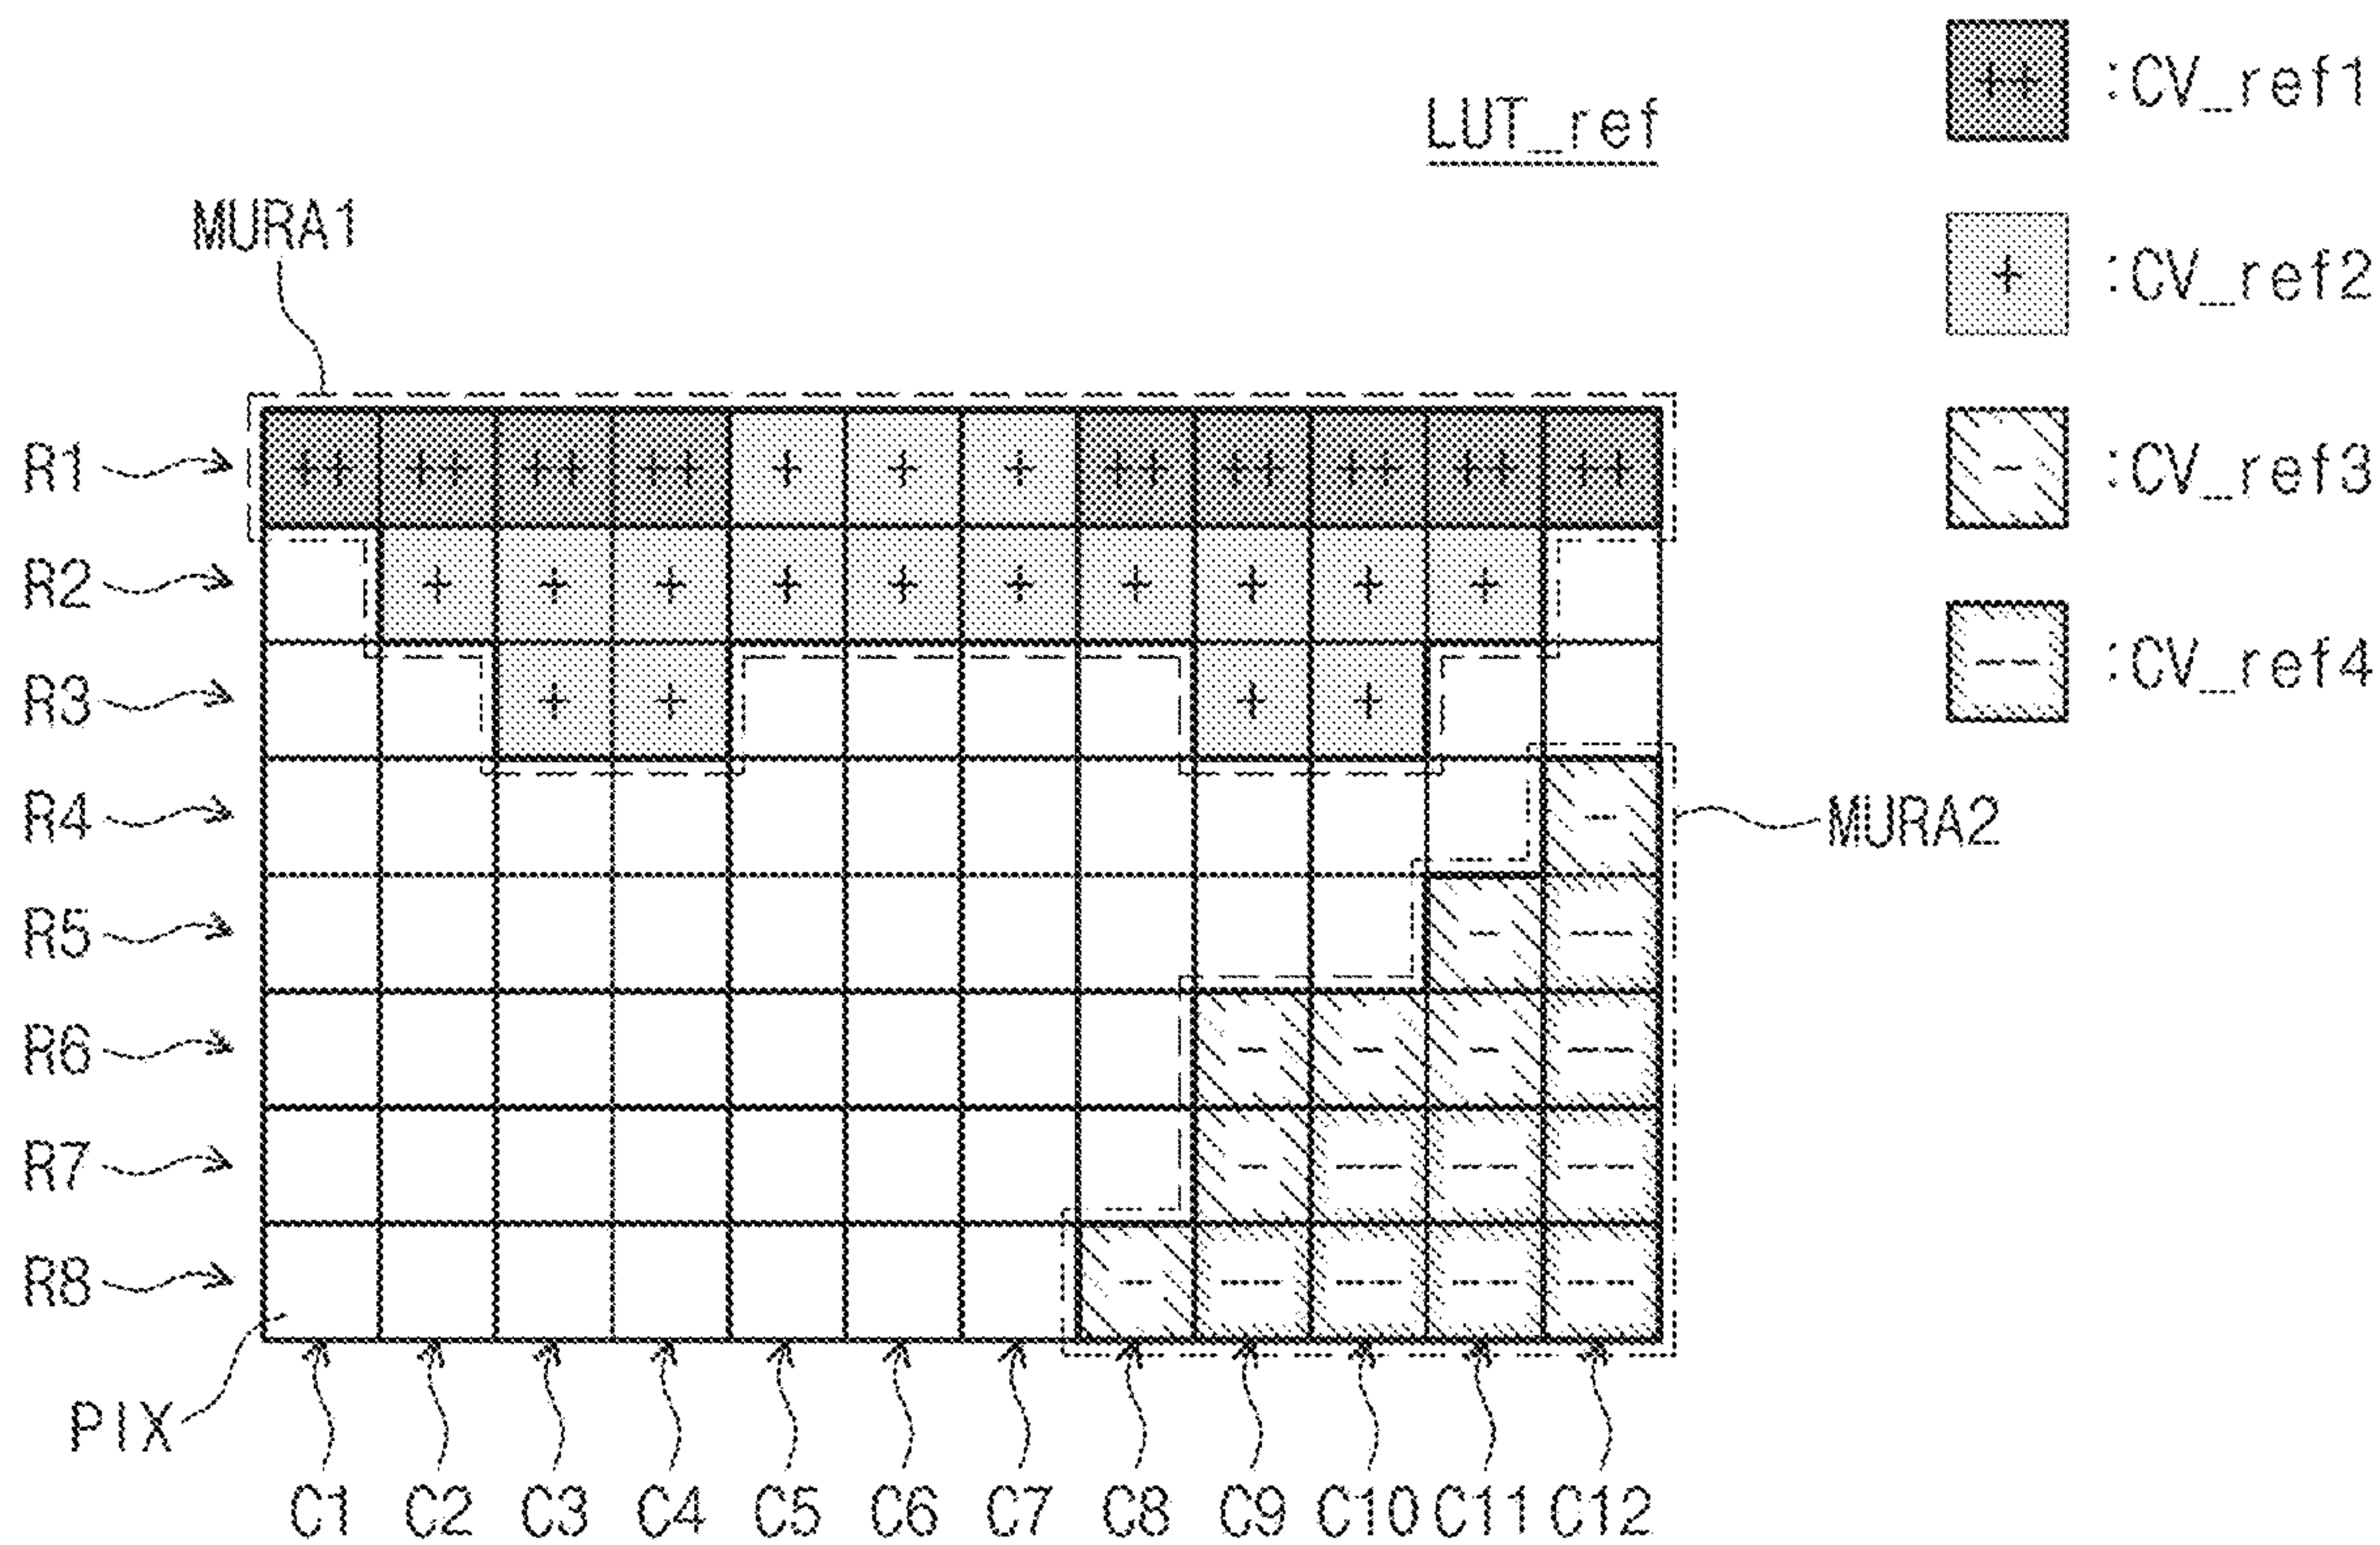 ++ :CV_ref1
LUT_ref
MURA1
+ :CV_ref2
- :CV_ref3
R1 ++ ++ ++ ++ + + + ++ ++ ++ ++ ++
R2 + + + + + + + + + +
-- :CV_ref4
R3 + + + +
R4 - MURA2
R5 - --
R6 - - - --
R7 - -- -- --
R8 - -- -- -- --
PIX
C1 C2 C3 C4 C5 C6 C7 C8 C9 C10 C11 C12